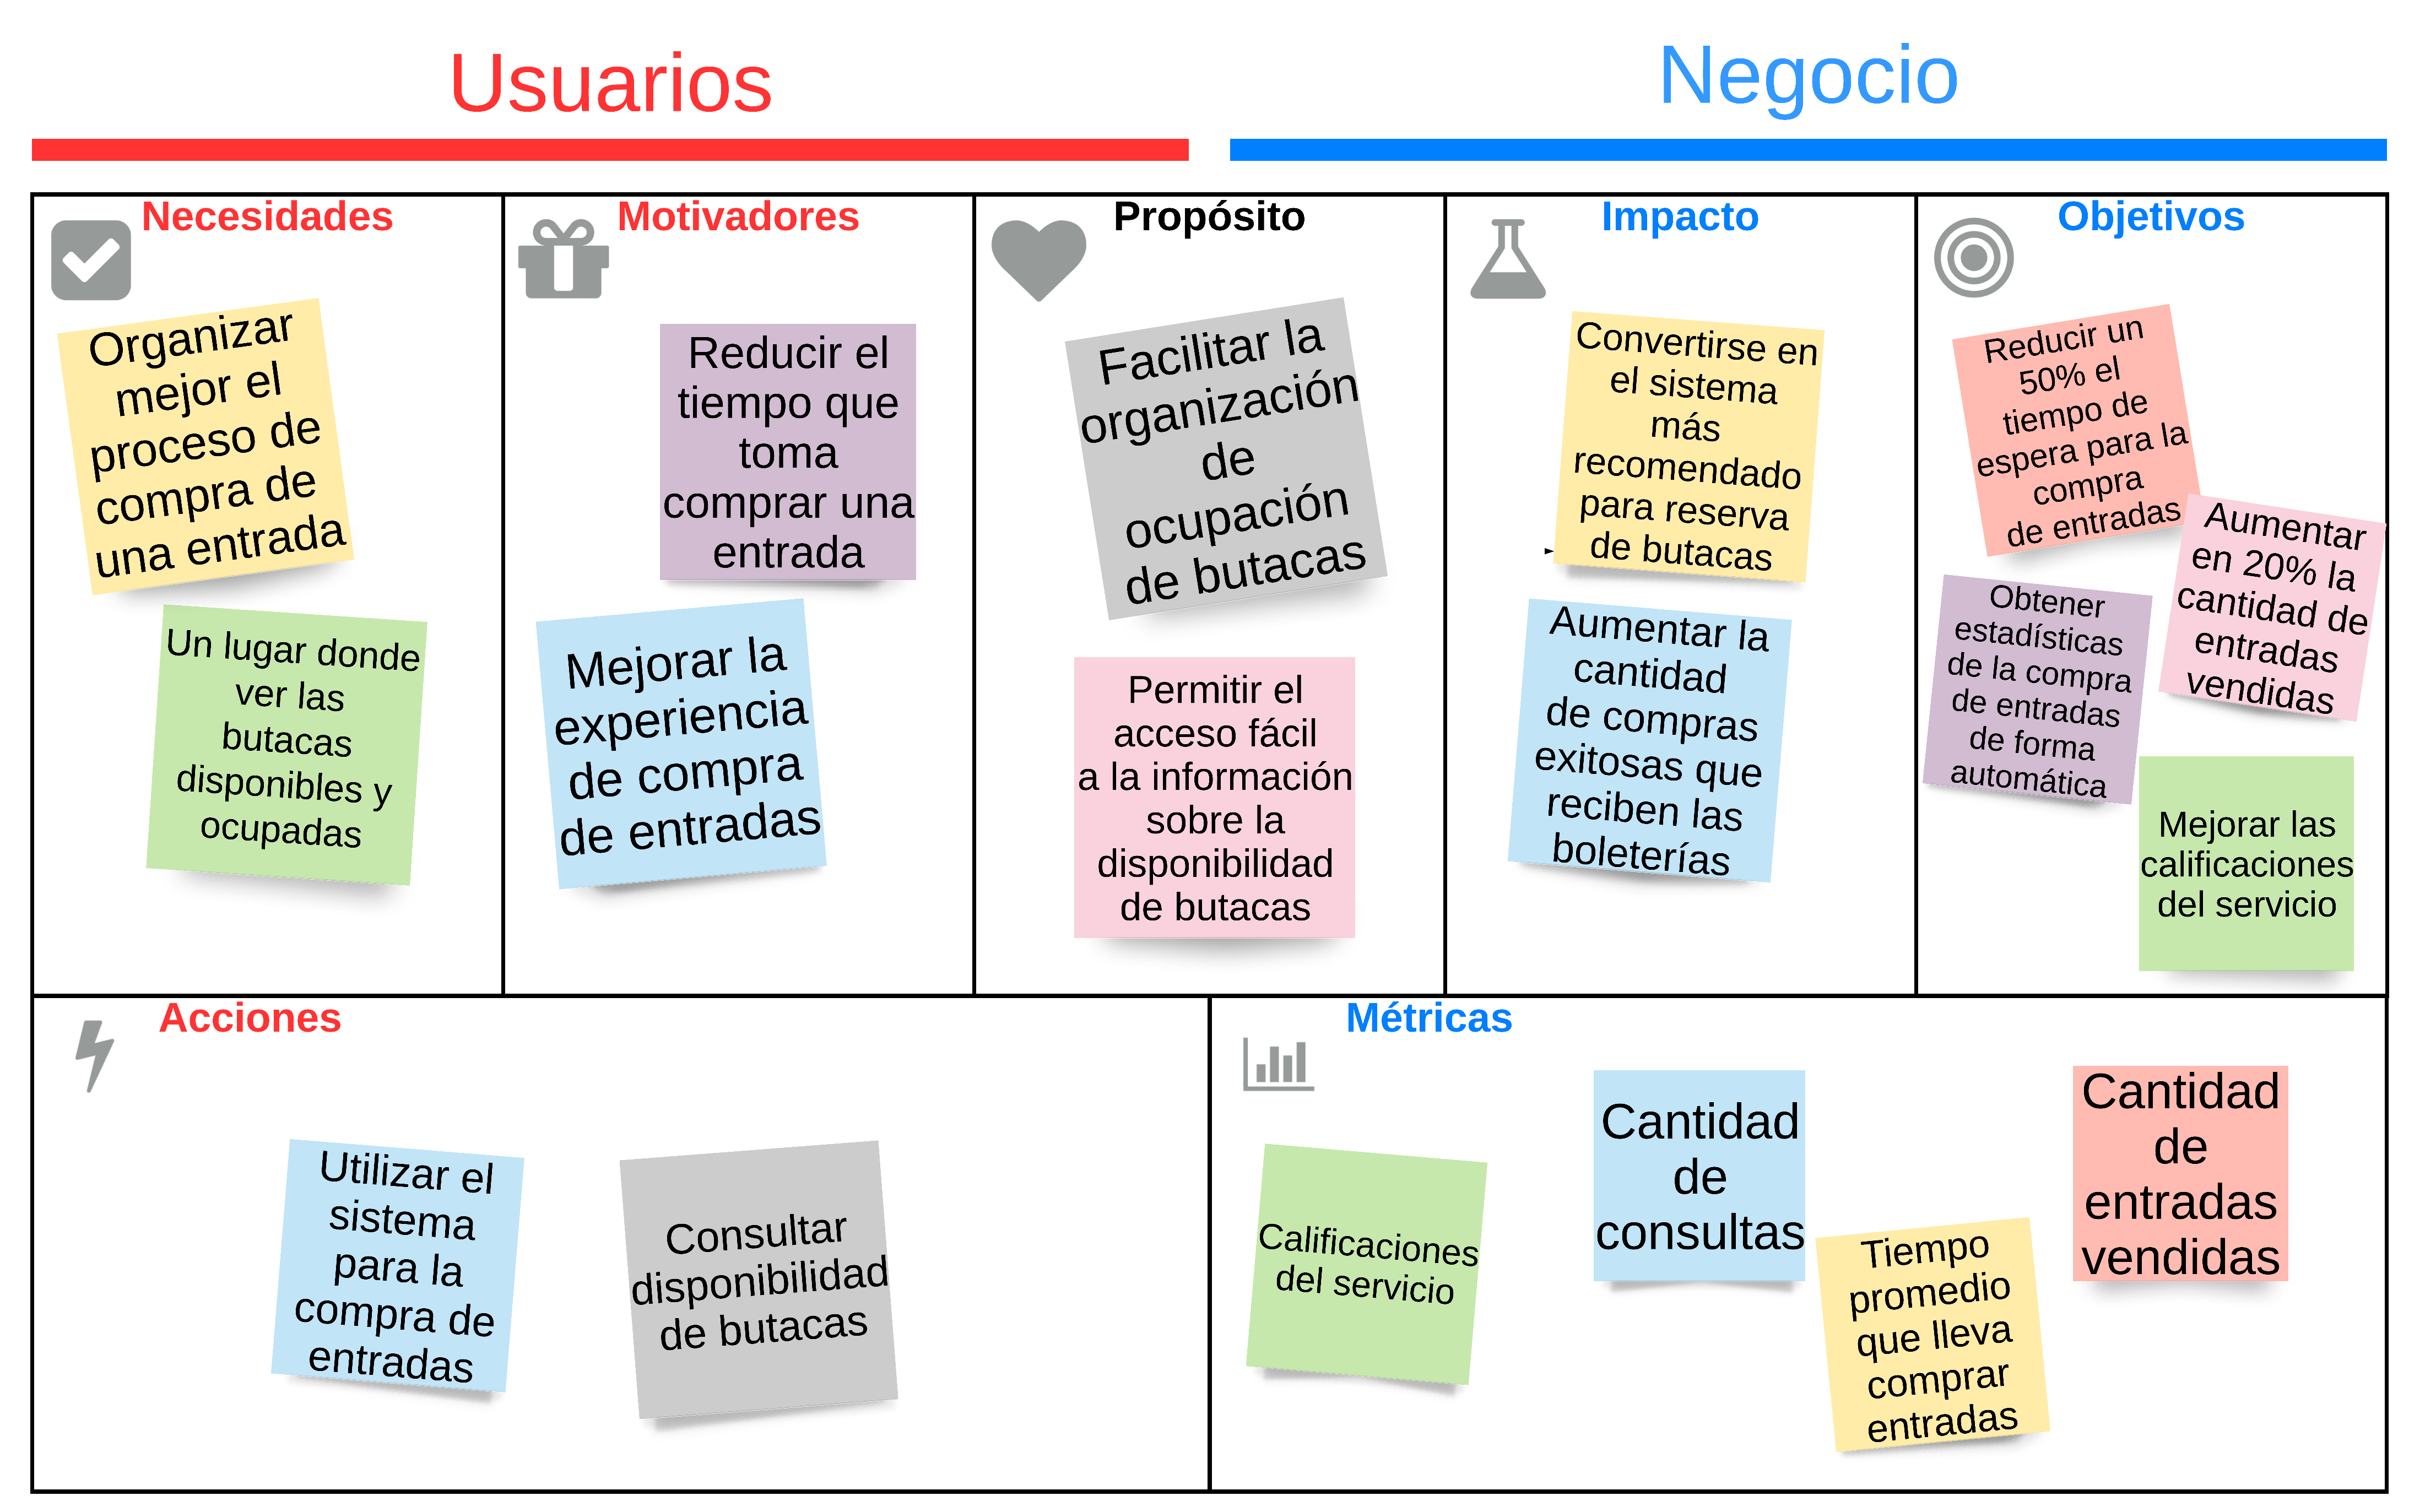 Usuarios
Negocio
Necesidades
Organizar
mejor el
proceso de
compra de
una entrada
Un lugar donde
ver las
butacas
disponibles y
ocupadas
Motivadores
Reducir el
tiempo que
toma
comprar una
entrada
Mejorar la
experiencia
de compra
de entradas
Propósito
Facilitar la
organización
de
ocupación
de butacas
Permitir el
acceso fácil
a la información
sobre la
disponibilidad
de butacas
Impacto
Convertirse en
el sistema
más
recomendado
para reserva
de butacas
Aumentar la
cantidad
de compras
exitosas que
reciben las
boleterías
Objetivos
Reducir un
50% el
tiempo de
espera para la
compra
de entradas
Aumentar
en 20% la
cantidad de
entradas
vendidas
Obtener
estadísticas
de la compra
de entradas
de forma
automática
Mejorar las
calificaciones
del servicio
Acciones
Utilizar el
sistema
para la
compra de
entradas
Consultar
disponibilidad
de butacas
Métricas
Calificaciones
del servicio
Cantidad
de
consultas
Tiempo
promedio
que lleva
comprar
entradas
Cantidad
de
entradas
vendidas